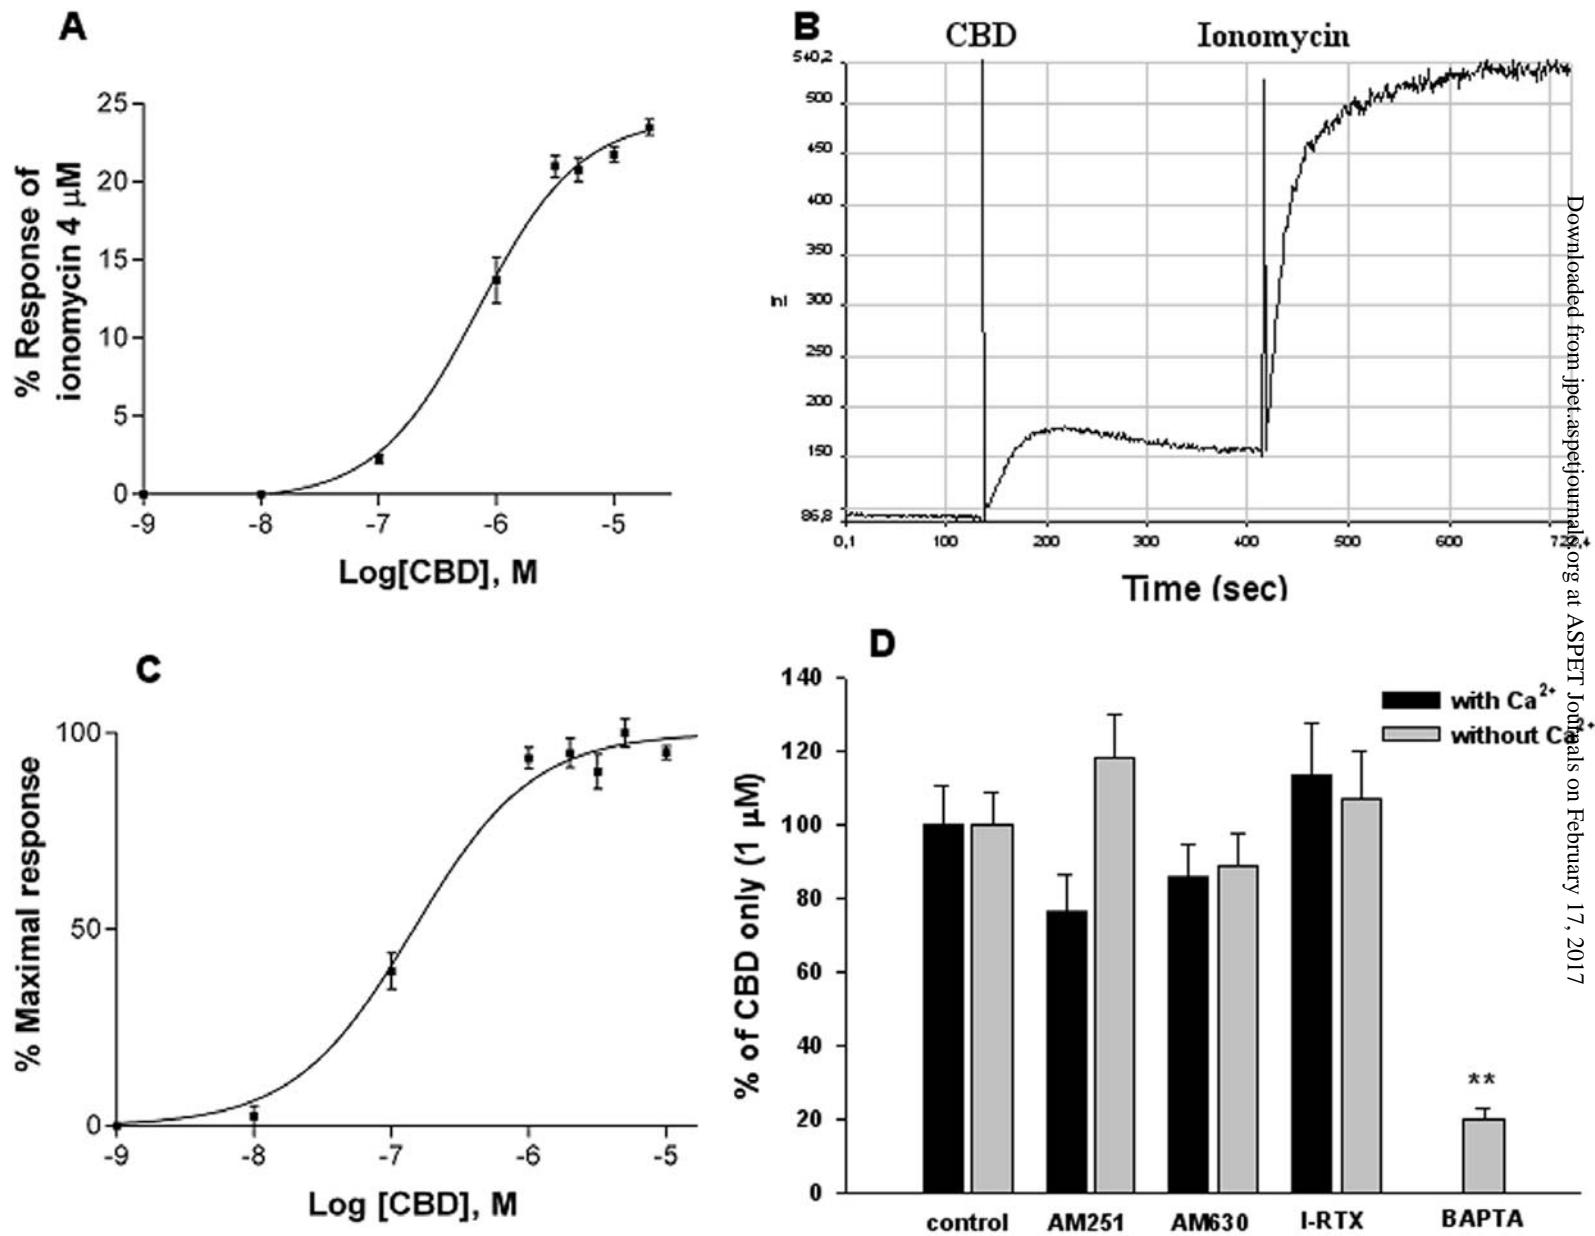 A
25
20
15
10
5
0
-9 -8 -7 -6 -5
% Response of
ionomycin 4 μM
Log[CBD], M
B
CBD Ionomycin
540,2
500
450
400
350
300
250
200
150
86,8
Int
0,1 100 200 300 400 500 600
Time (sec)
C
100
50
0
-9 -8 -7 -6 -5
% Maximal response
Log [CBD], M
D
140
120
100
80
60
40
20
0
% of CBD only (1 μM)
with Ca2+
without Ca2+
**
control AM251 AM630 I-RTX BAPTA
Downloaded from jpet.aspetjournals.org at ASPET Journals on February 17, 2017